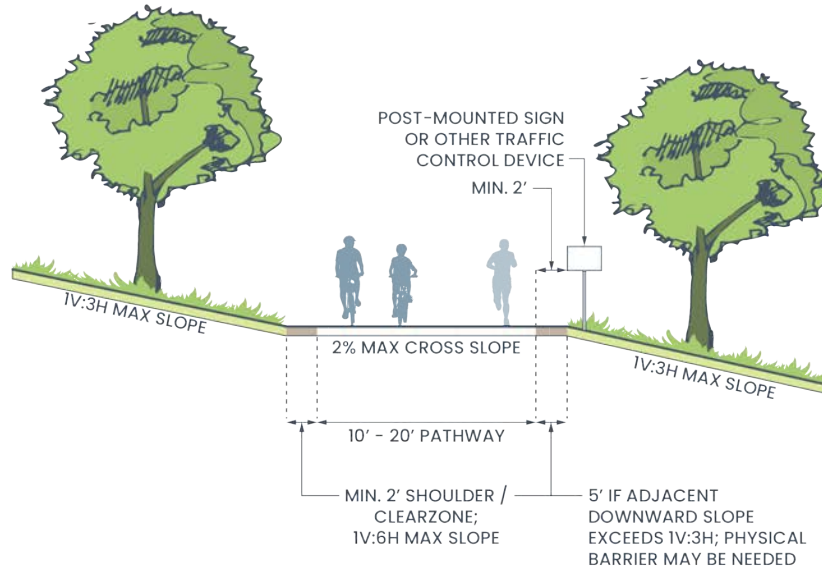 POST-MOUNTED SIGN
OR OTHER TRAFFIC
CONTROL DEVICE
MIN. 2'
1V:3H MAX SLOPE
2% MAX CROSS SLOPE
1V:3H MAX SLOPE
10' - 20' PATHWAY
MIN. 2' SHOULDER /
CLEARZONE;
1V:6H MAX SLOPE
5' IF ADJACENT
DOWNWARD SLOPE
EXCEEDS 1V:3H; PHYSICAL
BARRIER MAY BE NEEDED